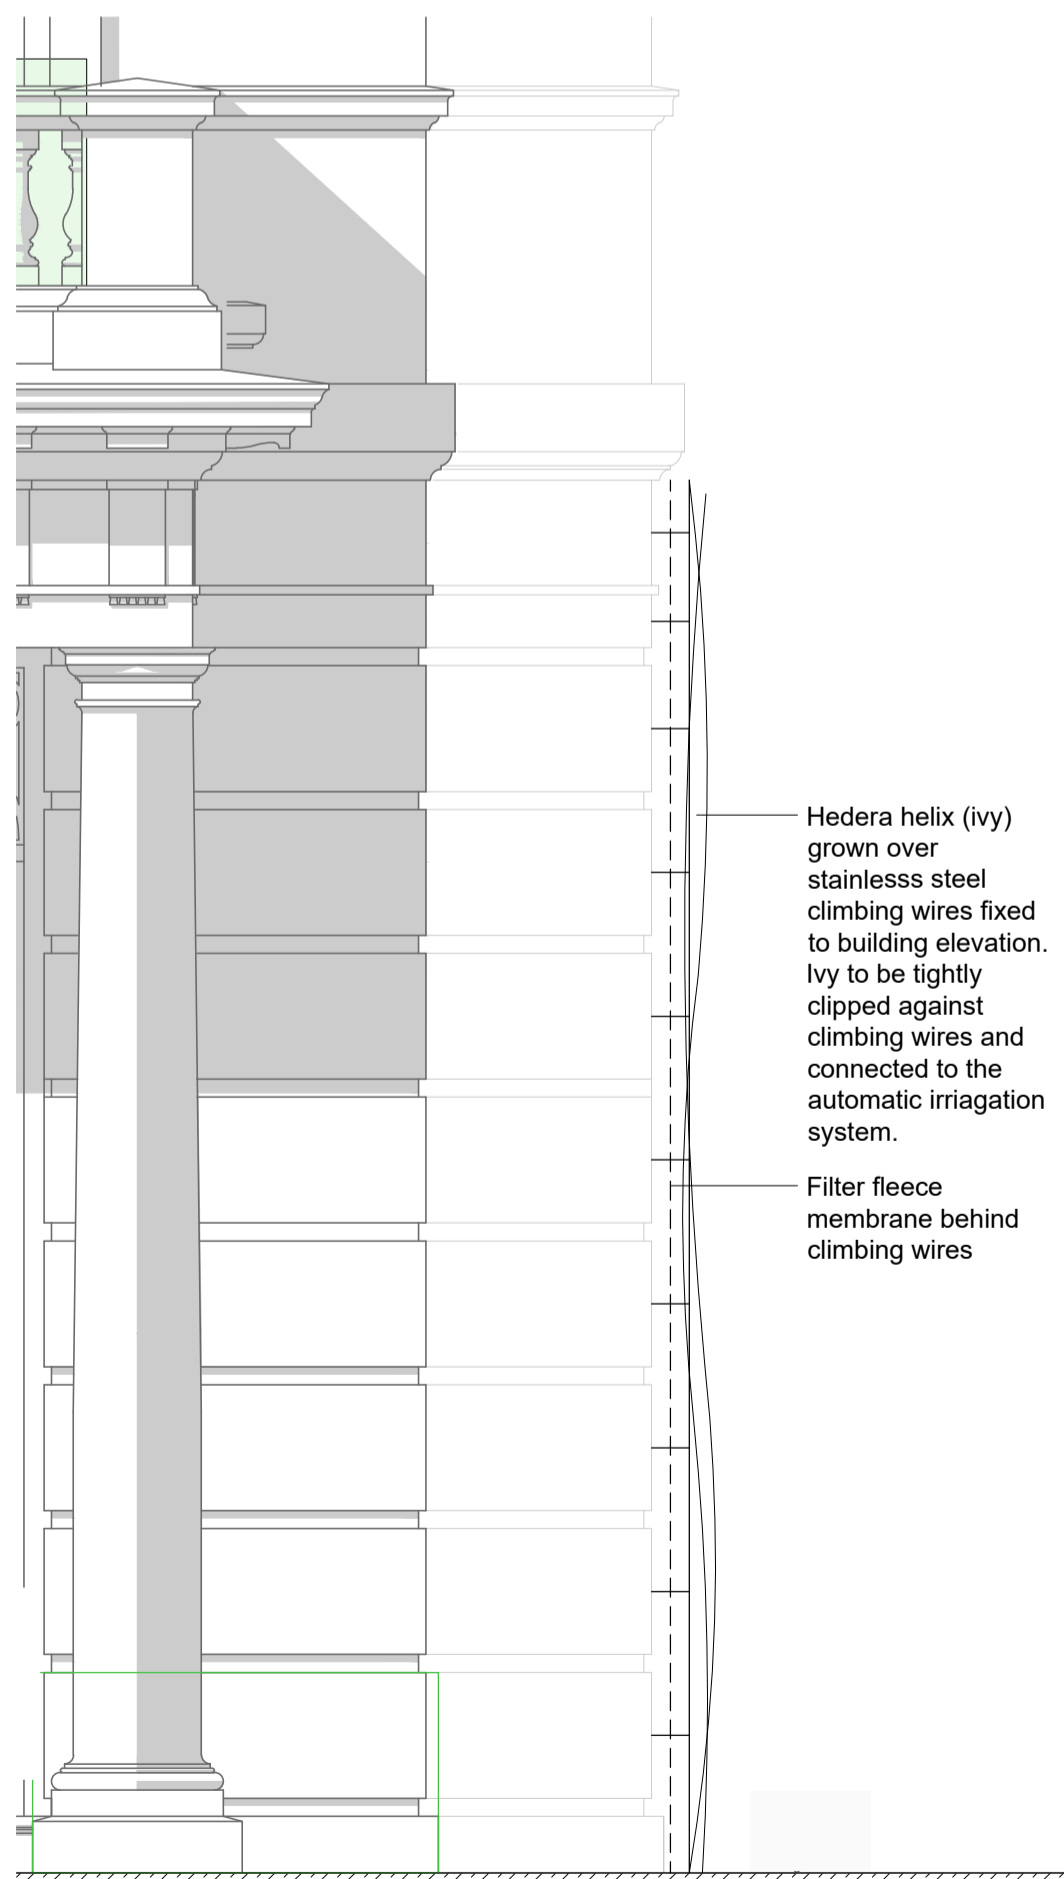 Hedera helix (ivy)
grown over
stainlesss steel
climbing wires fixed
to building elevation.
Ivy to be tightly
clipped against
climbing wires and
connected to the
automatic irriagation
system.
Filter fleece
membrane behind
climbing wires